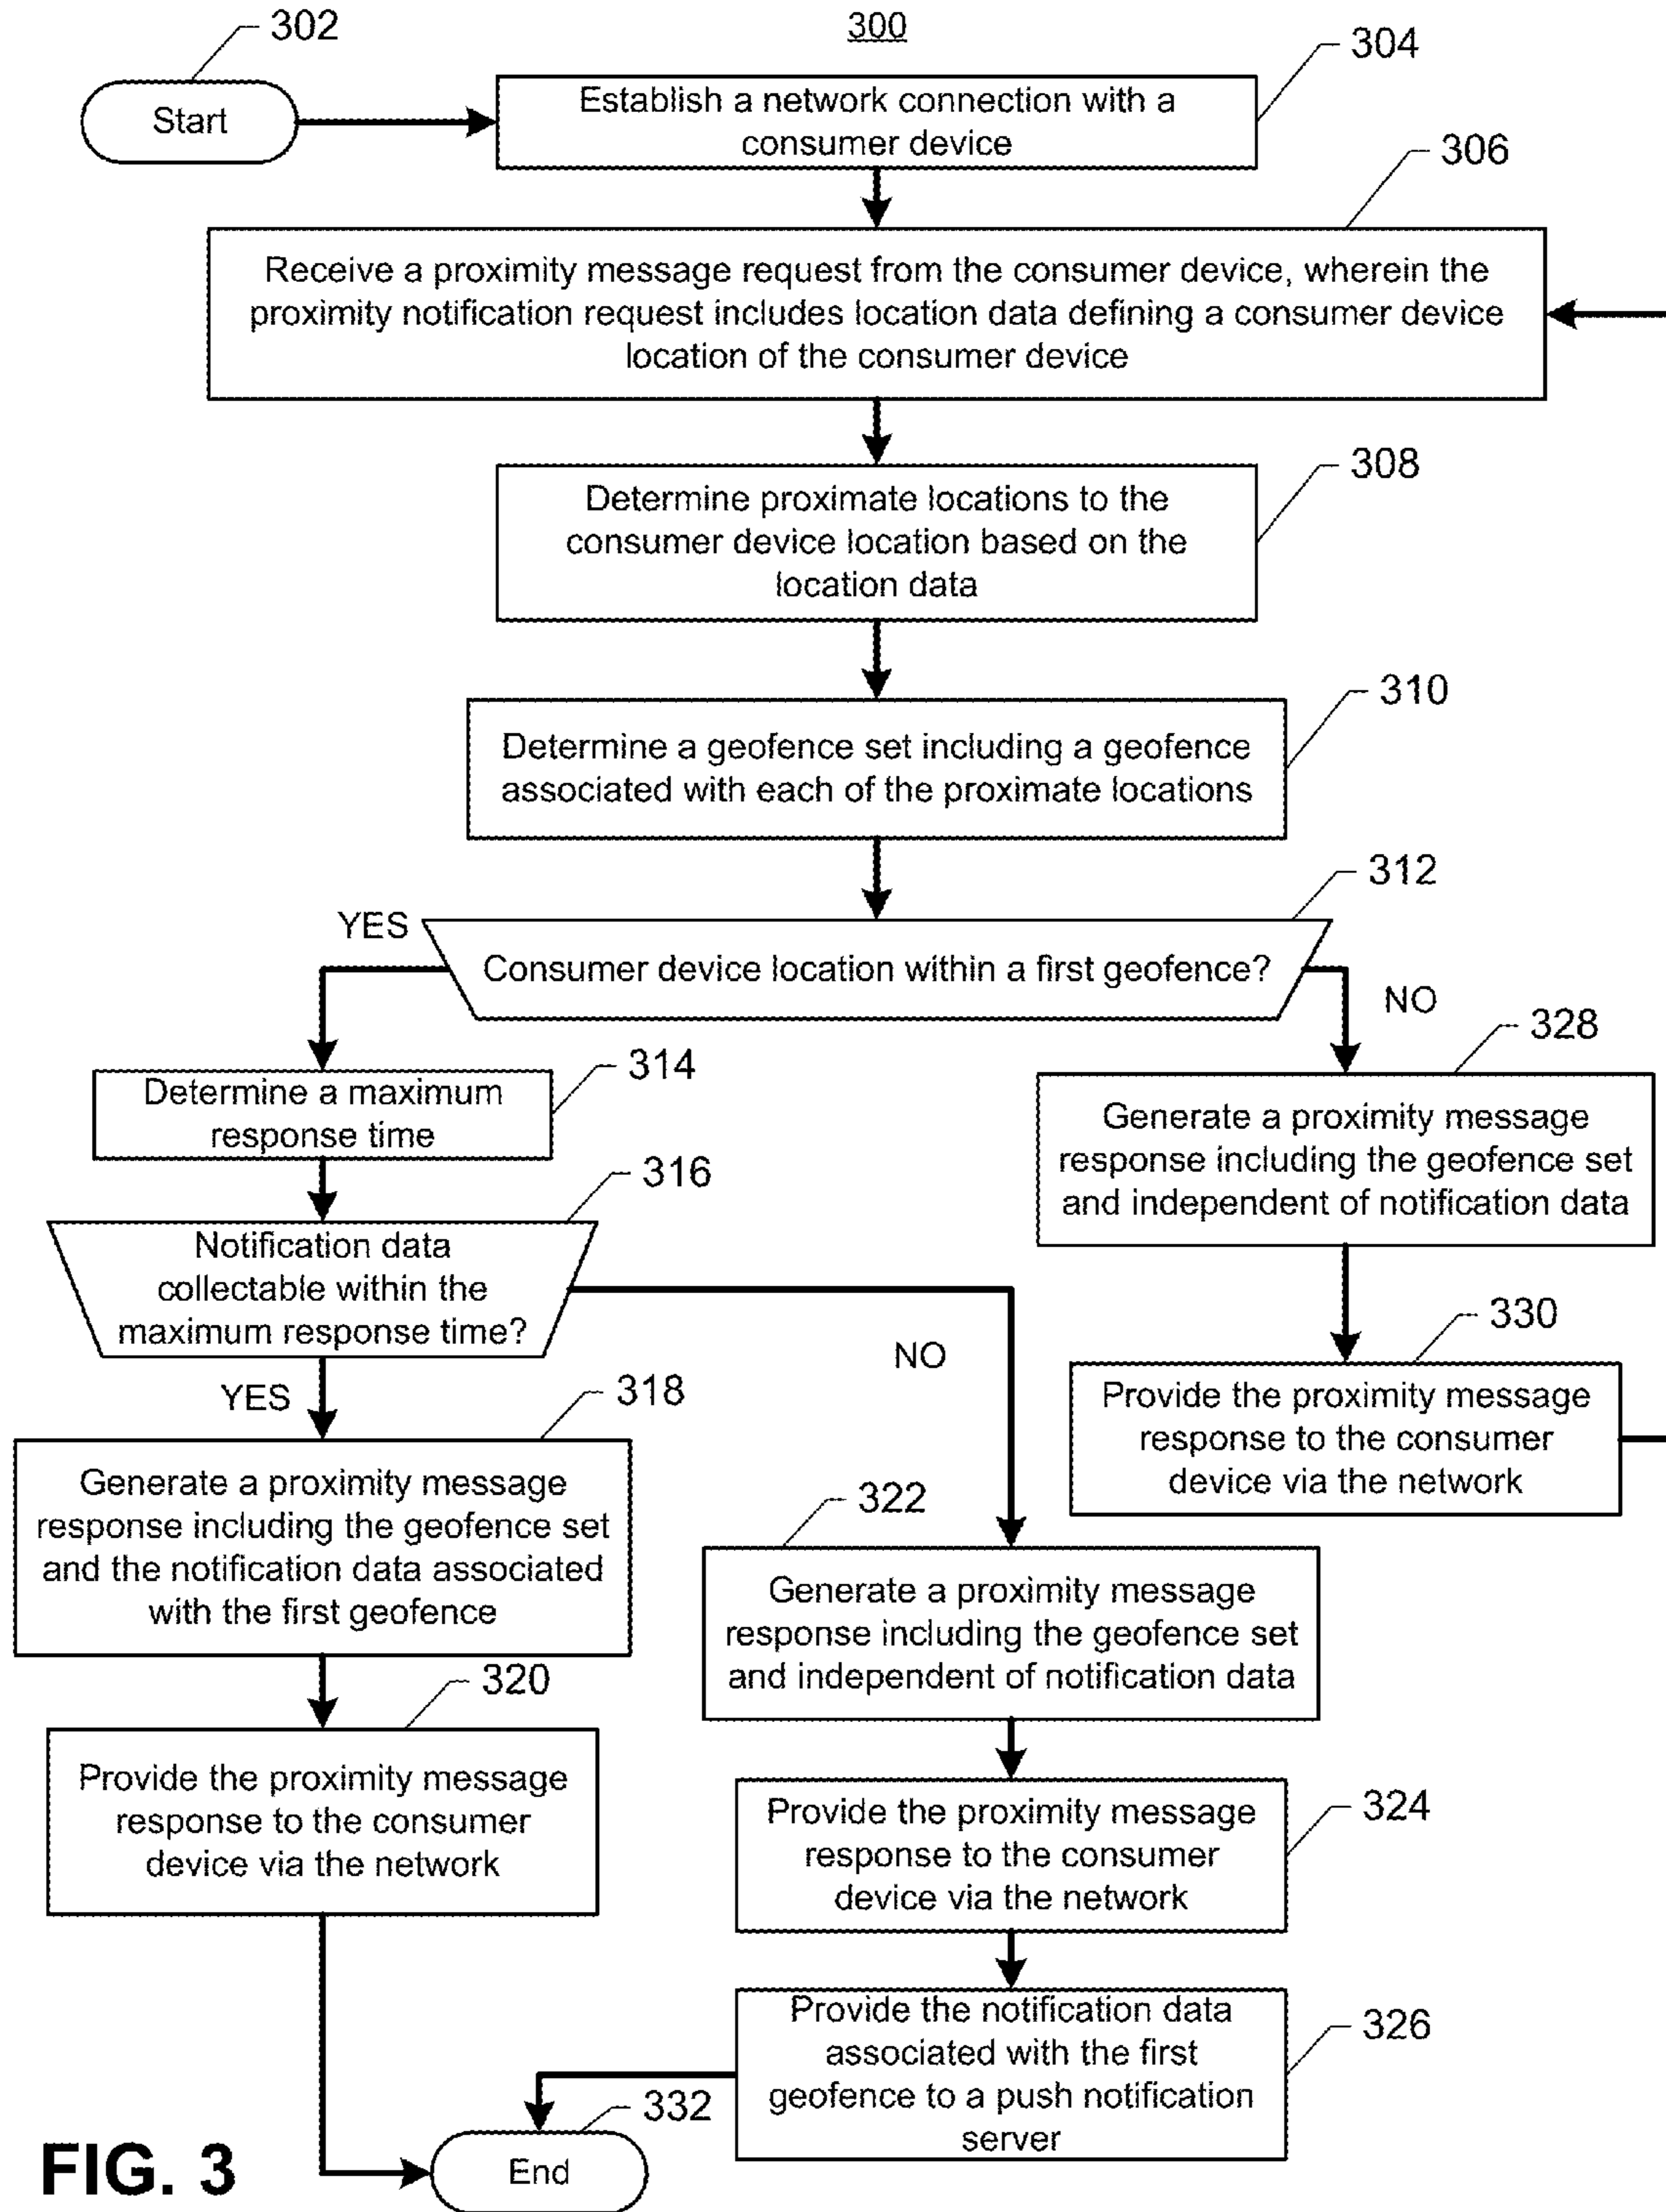 302
300
304
Start
Establish a network connection with a
consumer device
306
Receive a proximity message request from the consumer device, wherein the
proximity notification request includes location data defining a consumer device
location of the consumer device
308
Determine proximate locations to the
consumer device location based on the
location data
310
Determine a geofence set including a geofence
associated with each of the proximate locations
312
YES
Consumer device location within a first geofence?
NO
328
314
Determine a maximum
response time
Generate a proximity message
response including the geofence set
and independent of notification data
316
Notification data
collectable within the
maximum response time?
330
NO
YES
318
Provide the proximity message
response to the consumer
device via the network
Generate a proximity message
response including the geofence set
and the notification data associated
with the first geofence
322
Generate a proximity message
response including the geofence set
and independent of notification data
320
Provide the proximity message
response to the consumer
device via the network
324
Provide the proximity message
response to the consumer
device via the network
326
Provide the notification data
associated with the first
geofence to a push notification
server
332
End
FIG. 3